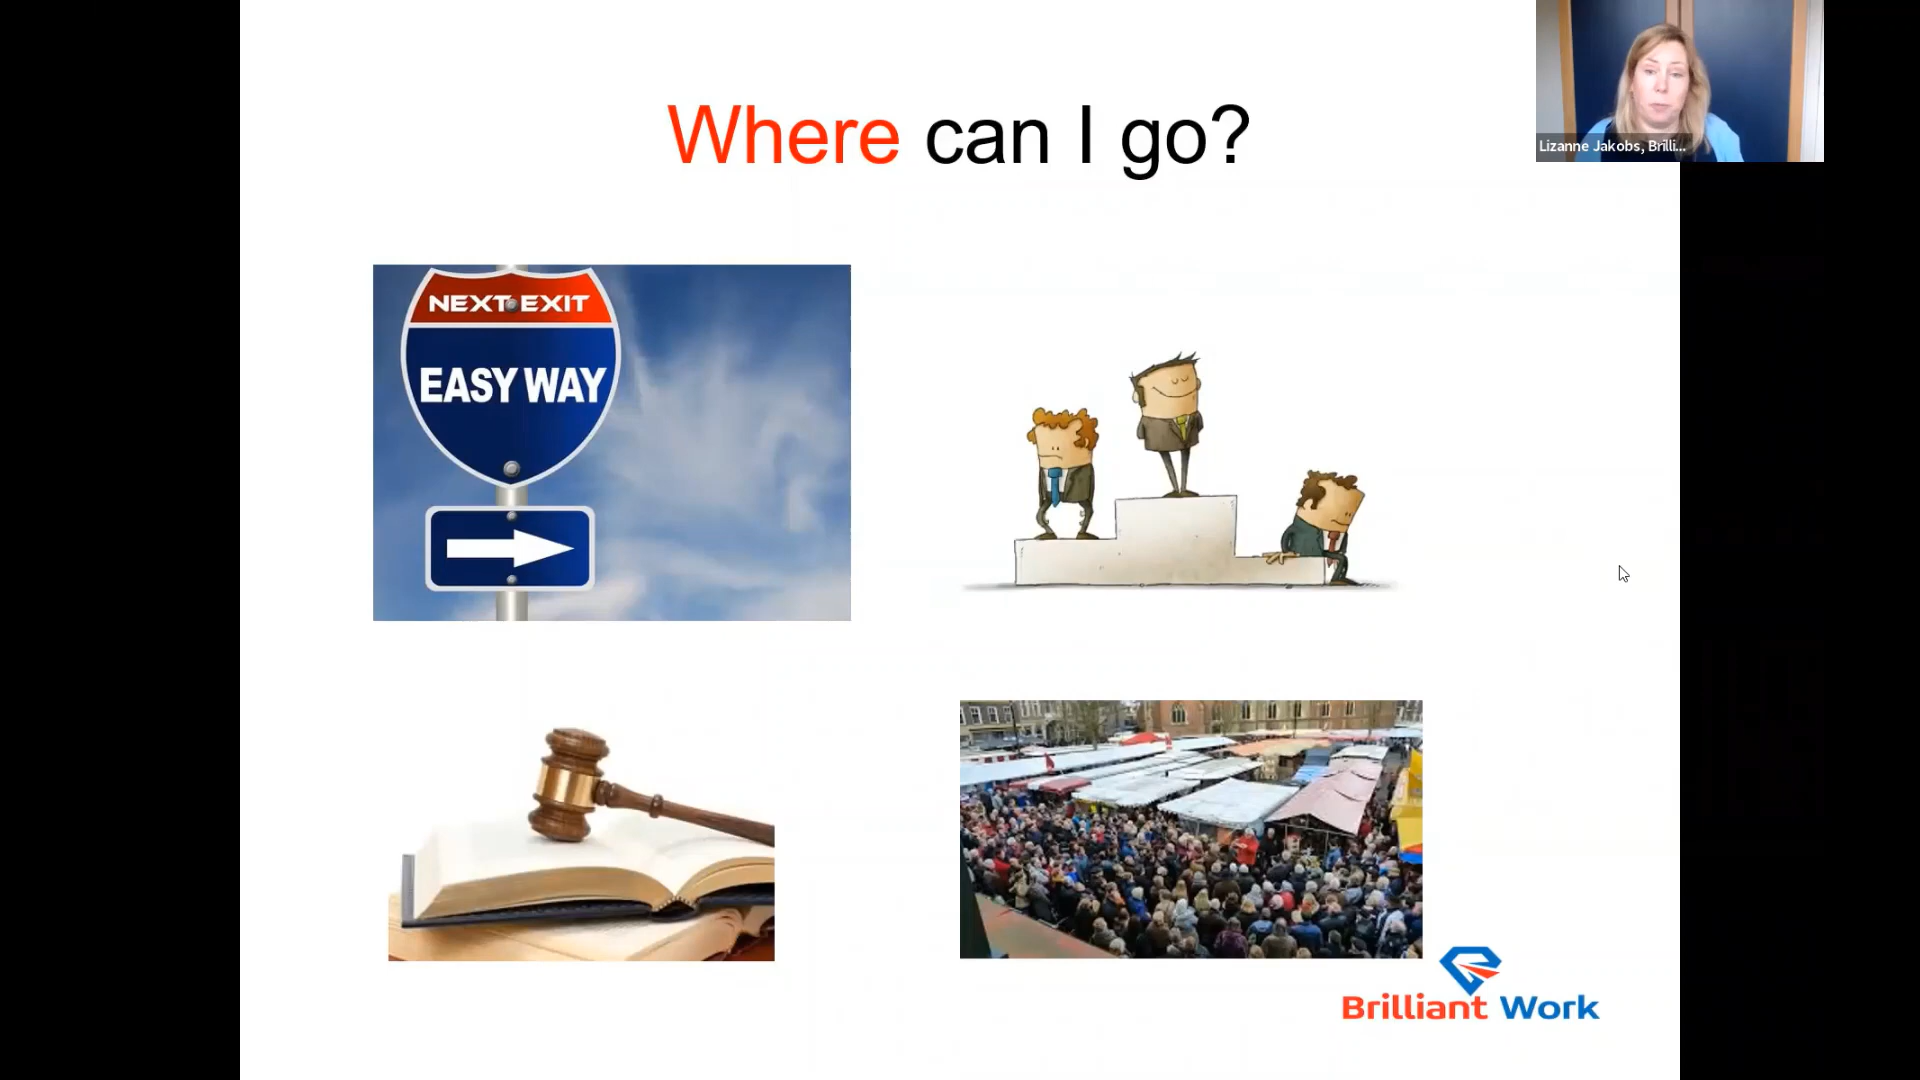 Where can I go?
Lizanne Jakobs, Brilli...
NEXT EXIT
EASY WAY
Brilliant Work